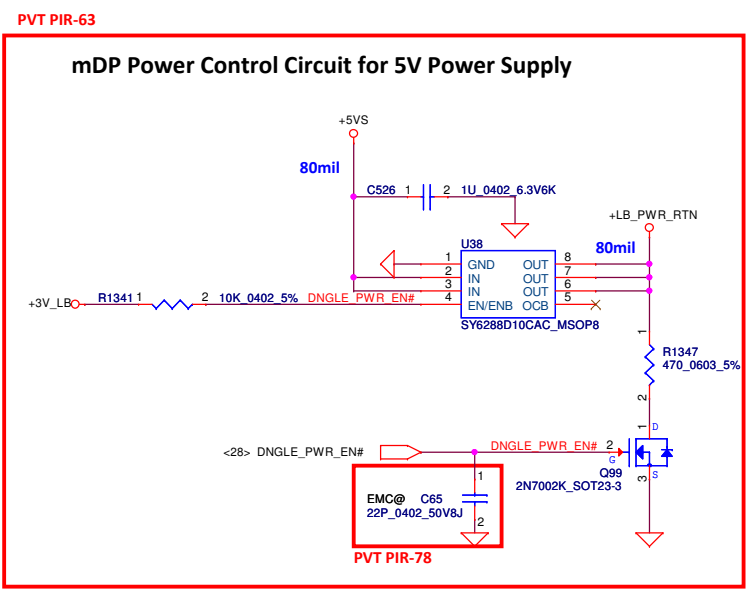 PVT PIR-63
mDP Power Control Circuit for 5V Power Supply
+5VS
80mil
C526 1 2 1U_0402_6.3V6K
+LB_PWR_RTN
80mil
U38
1 GND OUT 8
2 IN OUT 7
3 IN OUT 6
4 EN/ENB OCB 5
SY6288D10CAC_MSOP8
+3V_LB R1341 1 2 10K_0402_5% DNGLE_PWR_EN#
1
R1347
470_0603_5%
2
<28> DNGLE_PWR_EN#
DNGLE_PWR_EN# 2
G
1 D
Q99
2N7002K_SOT23-3
3 S
1
EMC@ C65
22P_0402_50V8J
2
PVT PIR-78